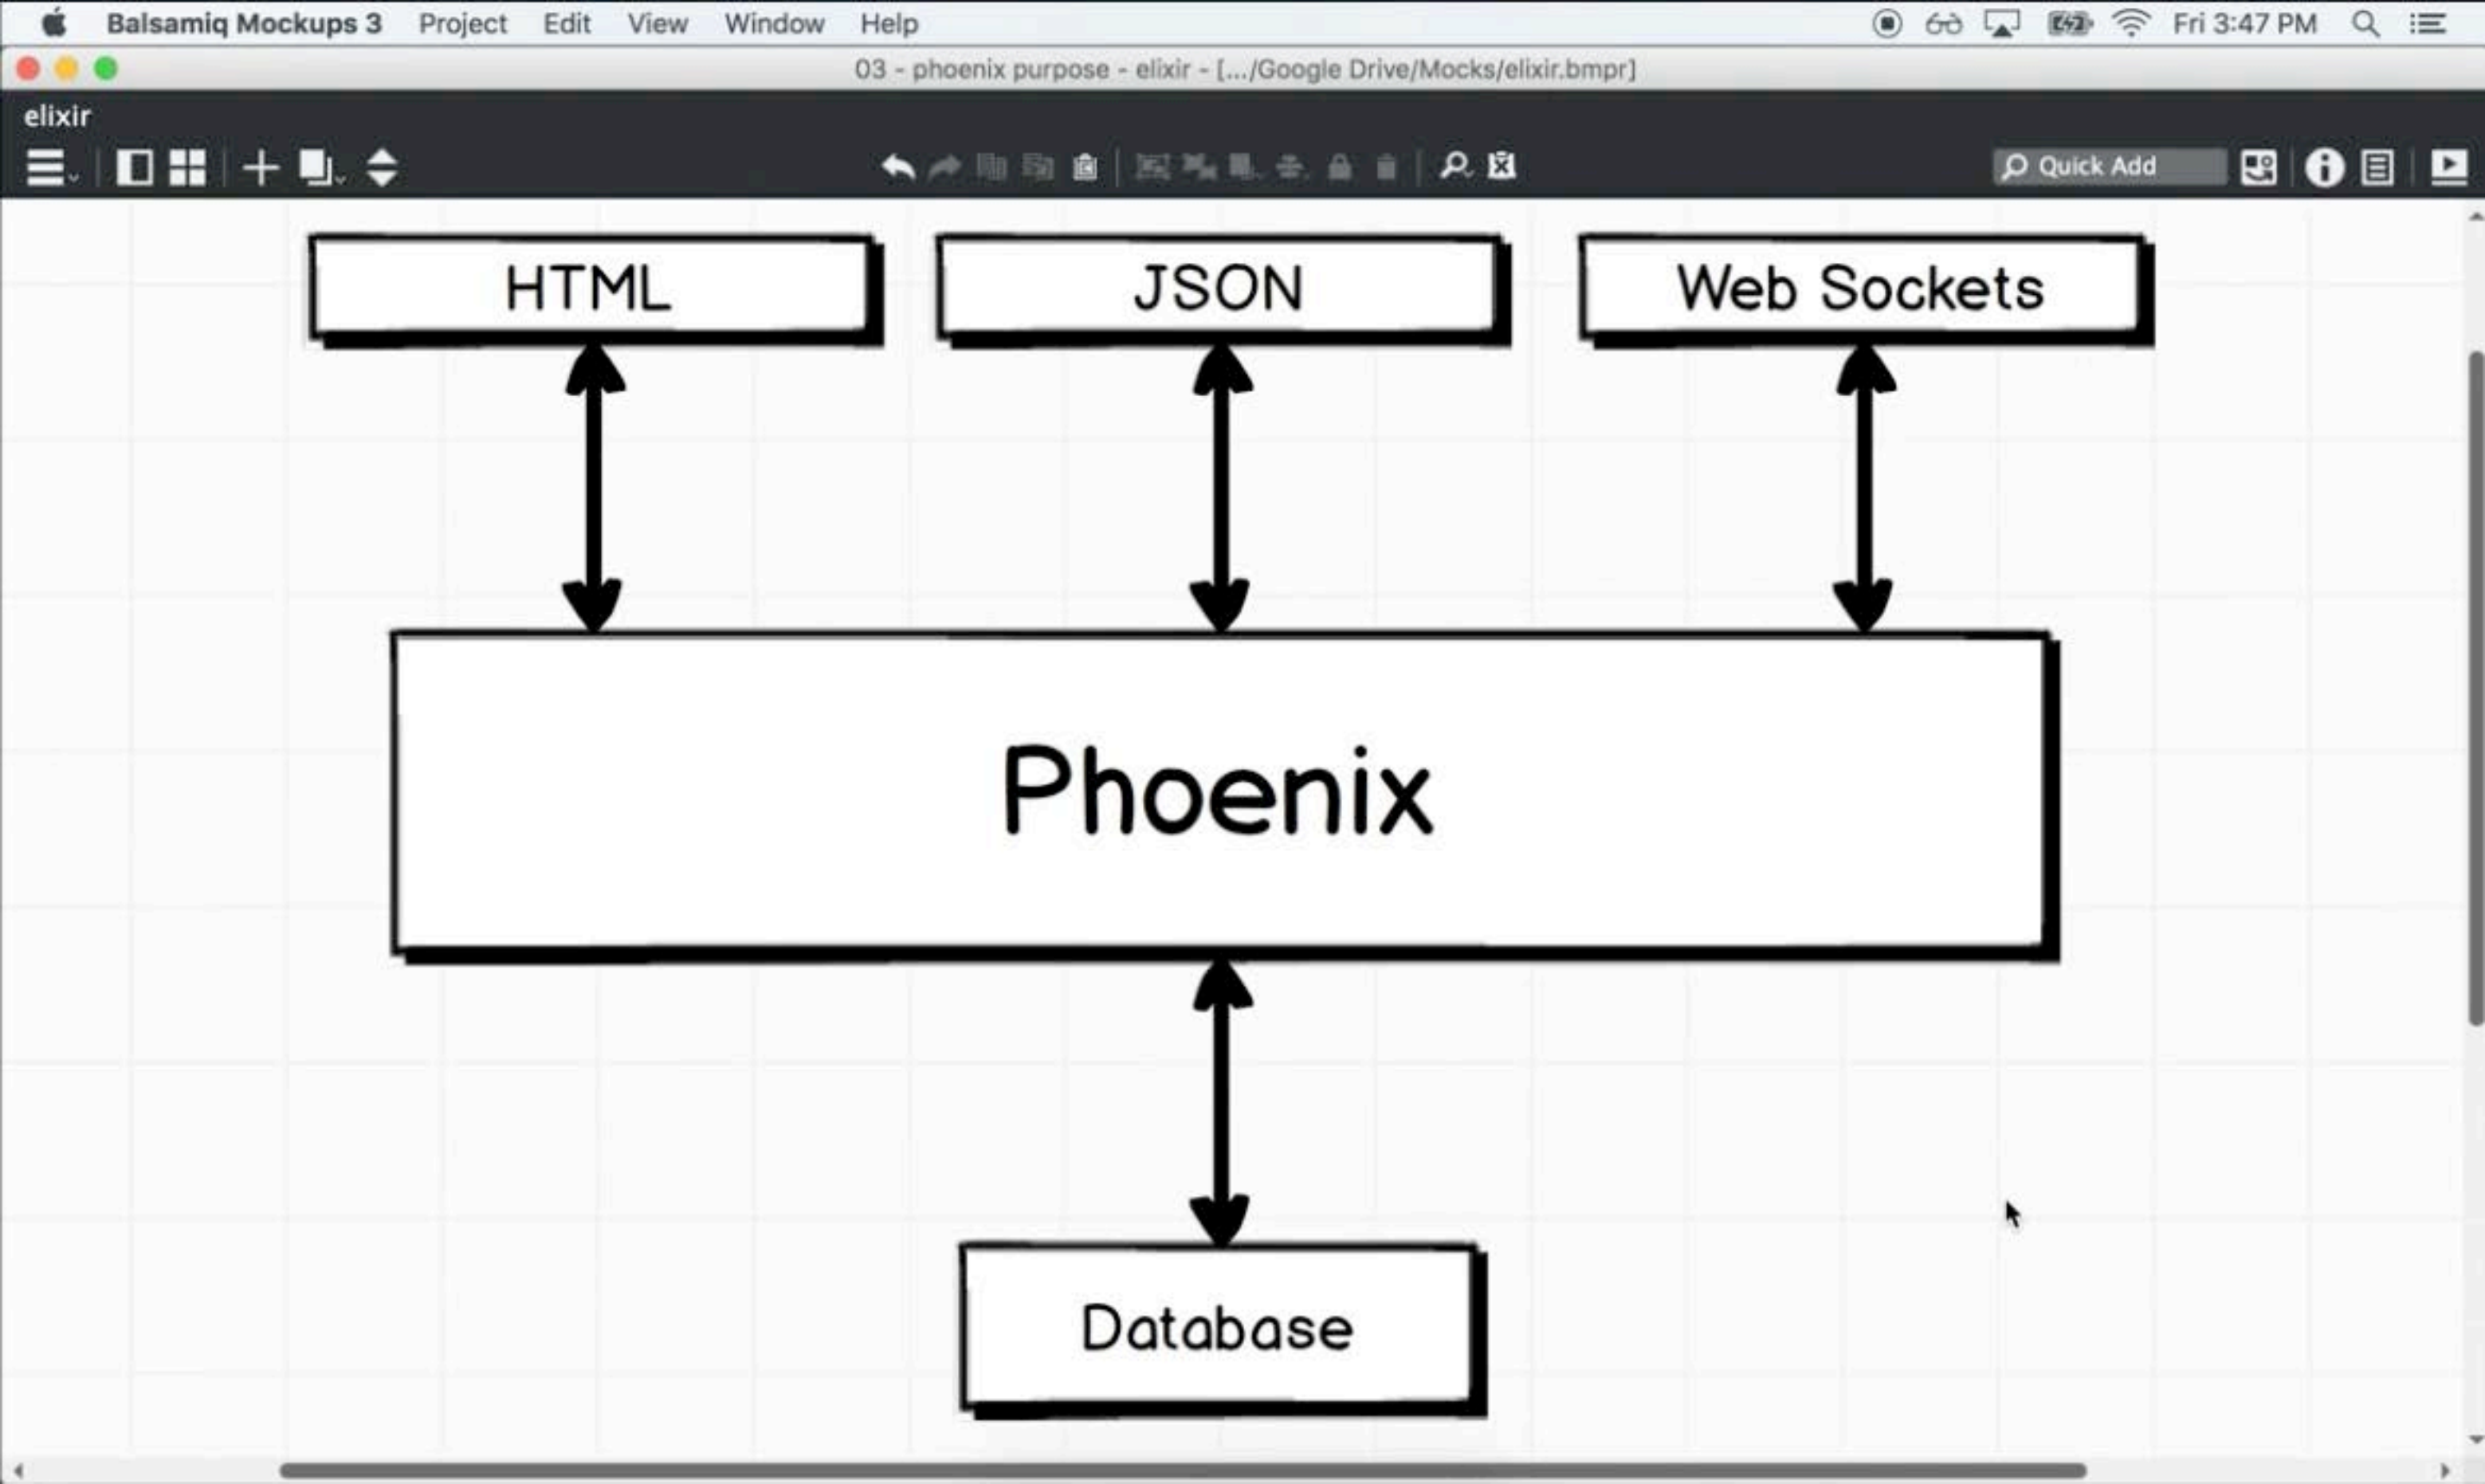 Balsamiq Mockups 3 Project Edit View Window Help Fri 3:47 PM
03 - phoenix purpose - elixir - [.../Google Drive/Mocks/elixir.bmpr]
elixir
Quick Add
HTML JSON Web Sockets
Phoenix
Database